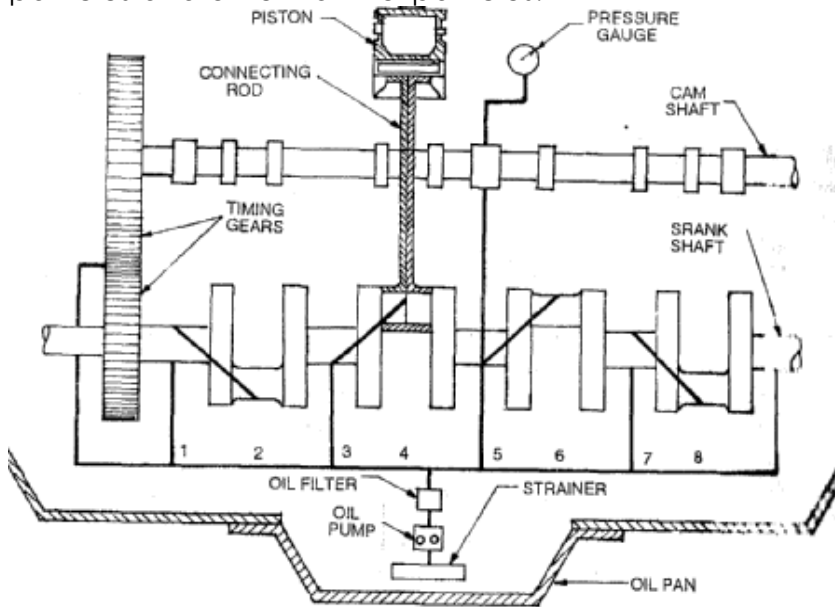 PISTON
PRESSURE
GAUGE
CONNECTING
ROD
CAM
SHAFT
TIMING
GEARS
SRANK
SHAFT
1 2 3 4 5 6 7 8
OIL FILTER
STRAINER
OIL
PUMP
OIL PAN